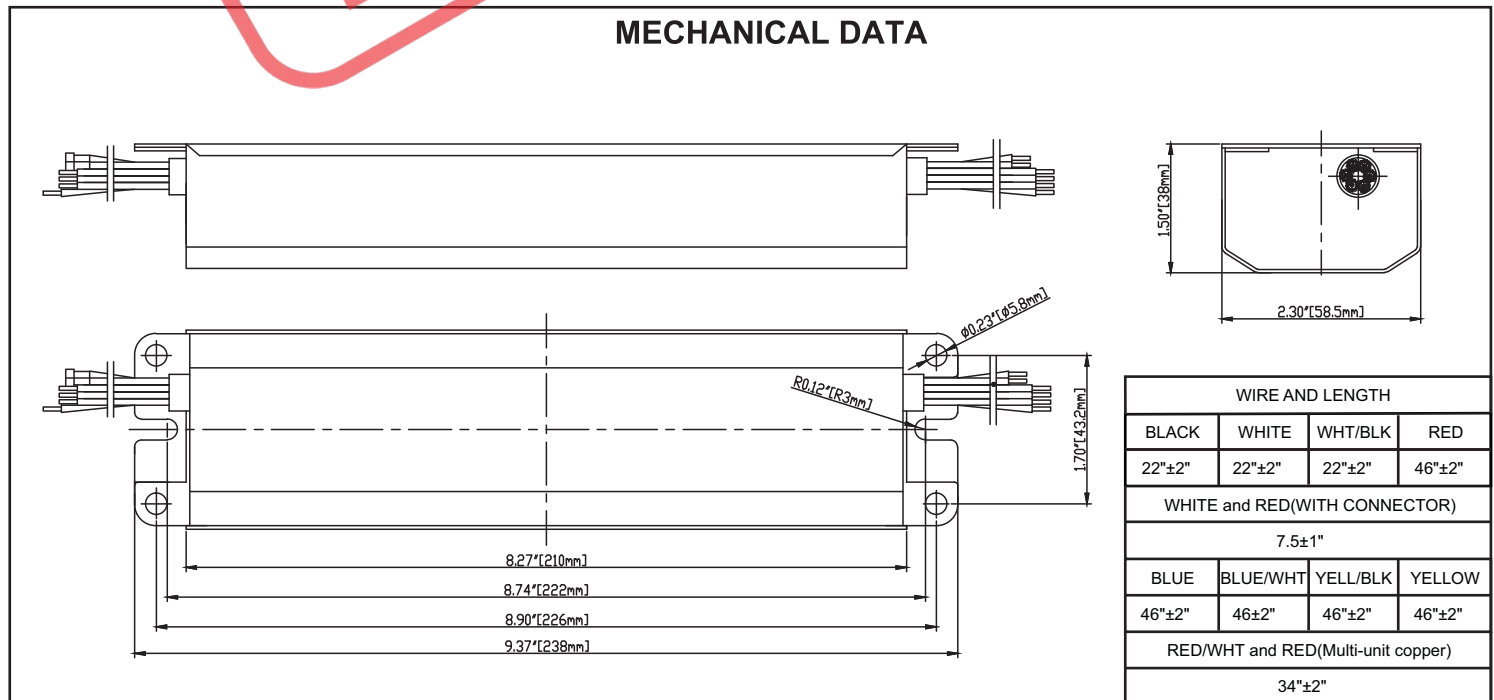 MECHANICAL DATA
1.50"[38mm]
2.30"[58.5mm]
Ø0.23"[Ø5.8mm]
R0.12"[R3mm]
1.70"[43.2mm]
8.27"[210mm]
8.74"[222mm]
8.90"[226mm]
9.37"[238mm]
WIRE AND LENGTH
BLACK WHITE WHT/BLK RED
22"±2" 22"±2" 22"±2" 46"±2"
WHITE and RED(WITH CONNECTOR)
7.5±1"
BLUE BLUE/WHT YELL/BLK YELLOW
46"±2" 46±2" 46"±2" 46"±2"
RED/WHT and RED(Multi-unit copper)
34"±2"